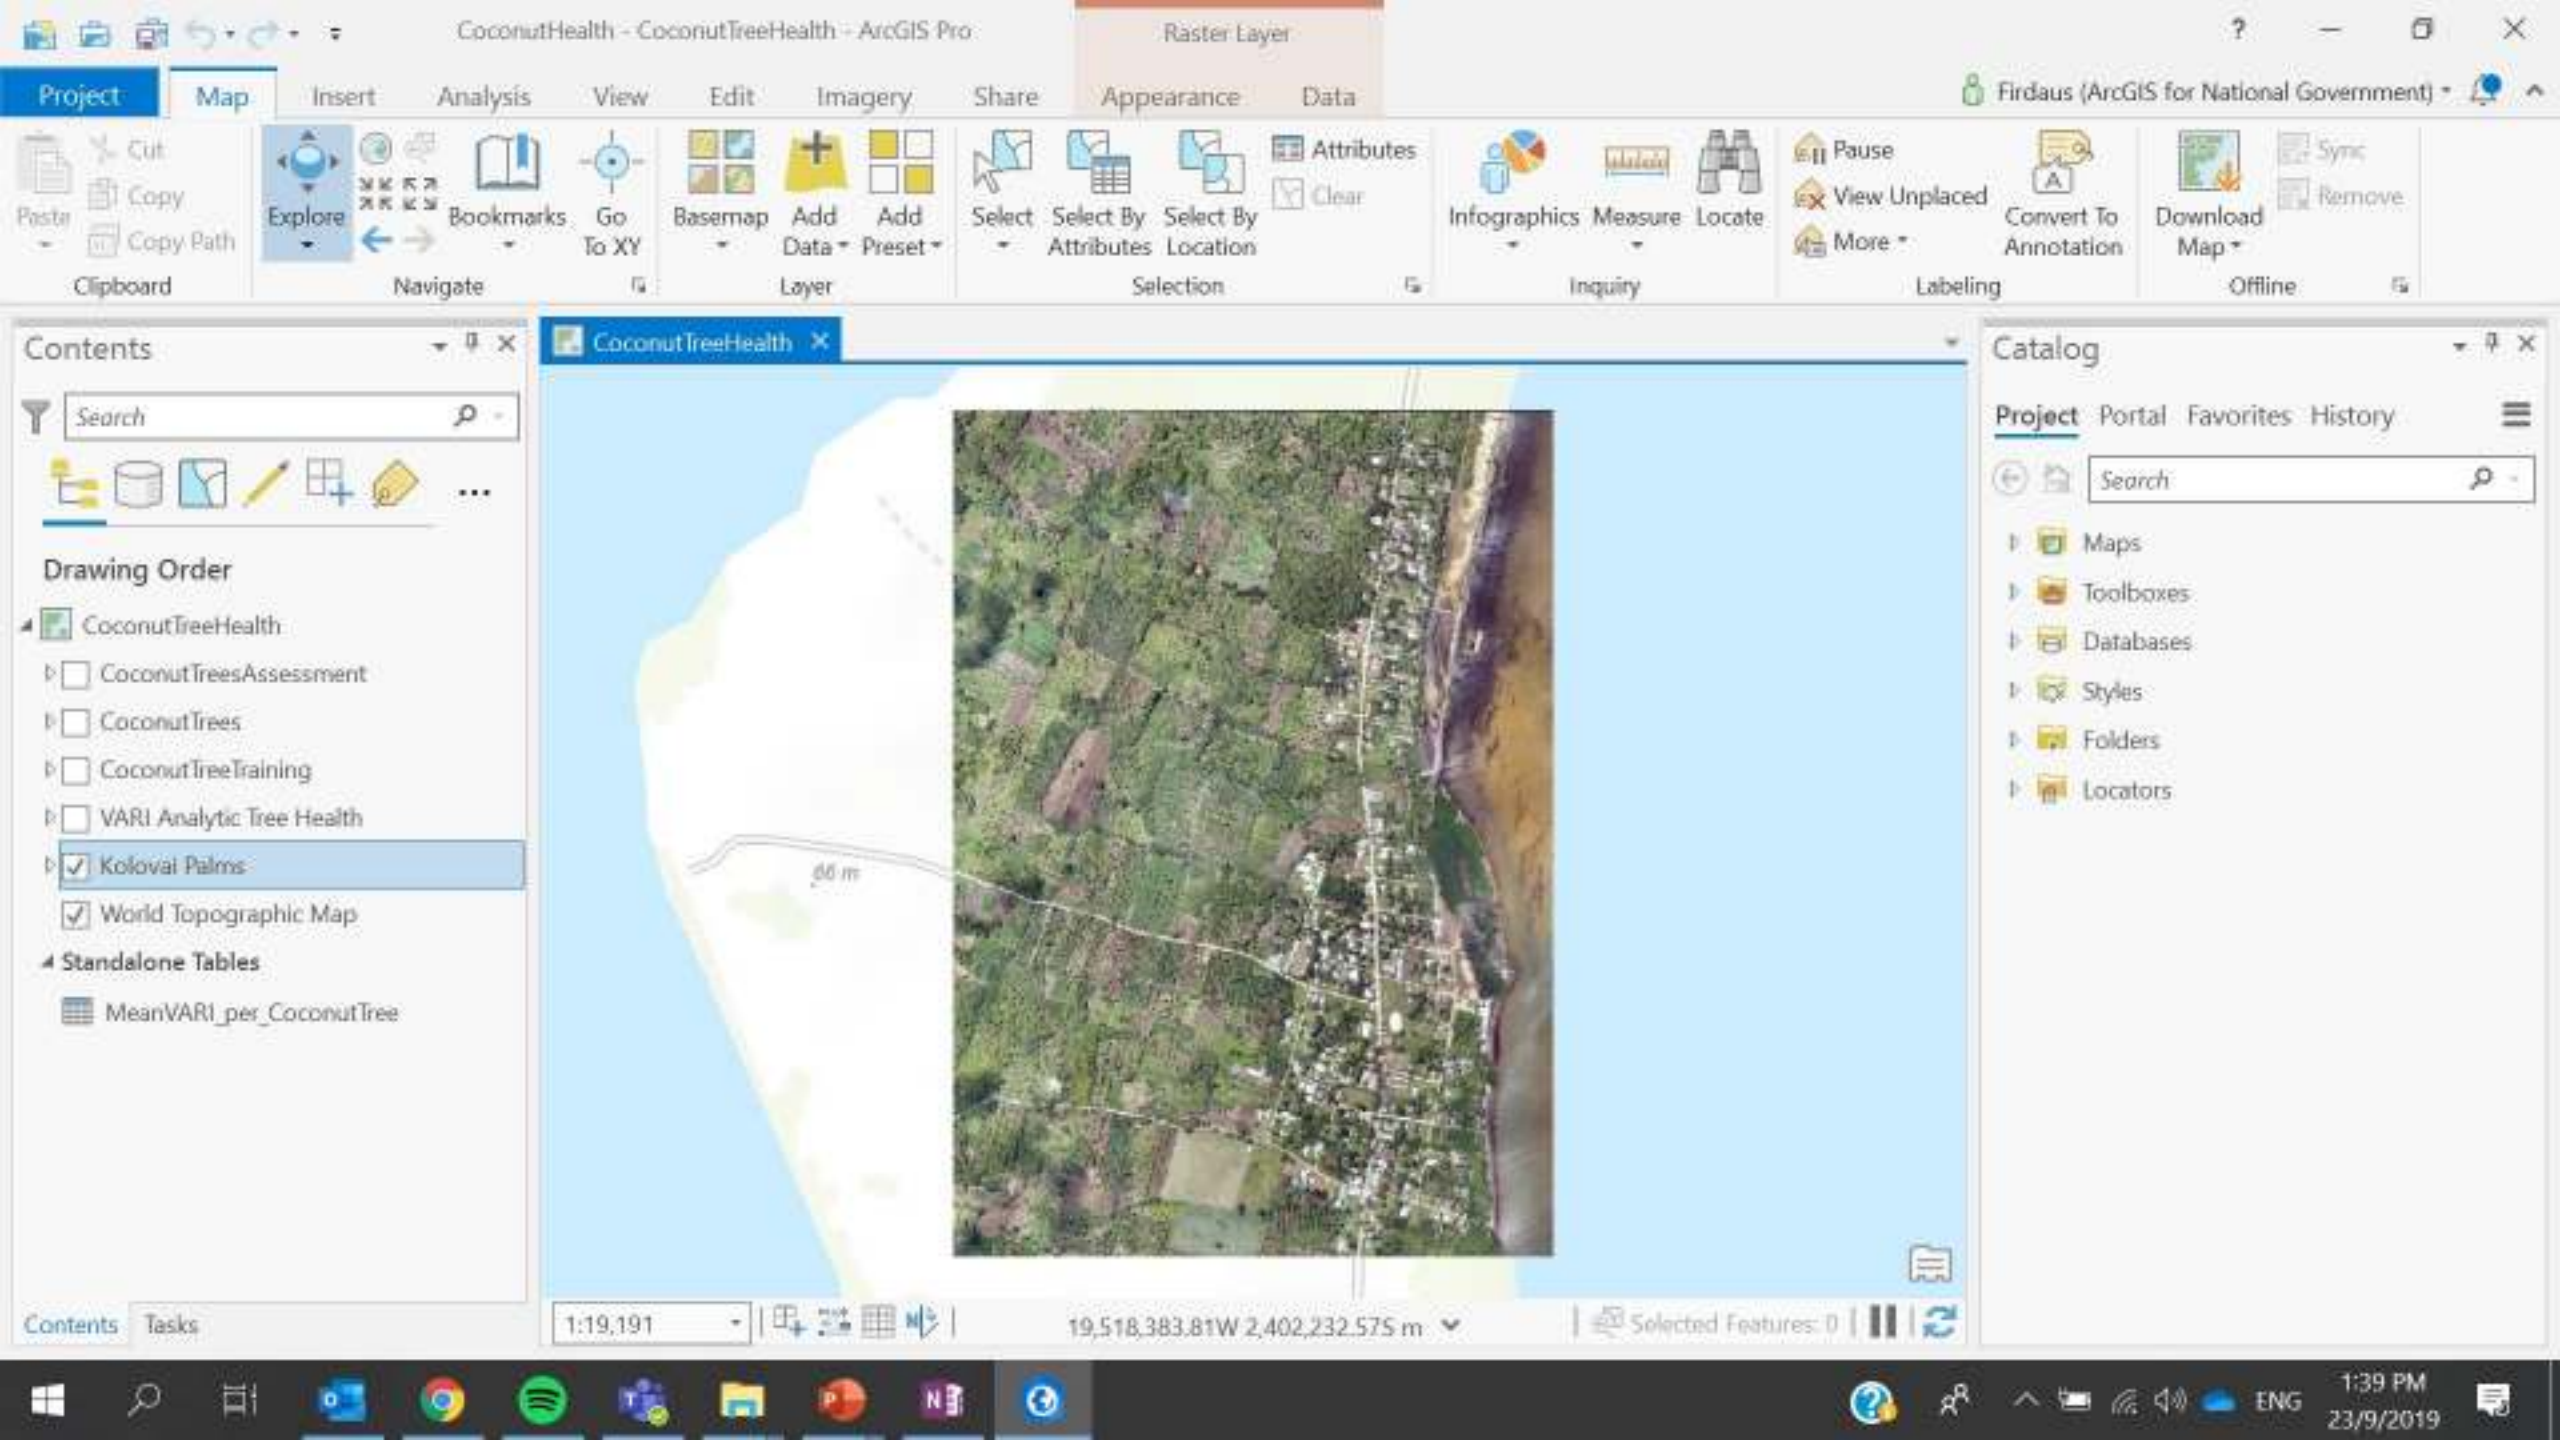 CoconutHealth - CoconutTreeHealth - ArcGIS Pro
Raster Layer
?
Project Map Insert Analysis View Edit Imagery Share Appearance Data
Firdaus (ArcGIS for National Government)
Paste
Cut
Copy
Copy Path
Clipboard
Explore
Bookmarks
Go To XY
Navigate
Basemap
Add Data
Add Preset
Layer
Select
Select By Attributes
Select By Location
Attributes
Clear
Selection
Infographics
Measure
Locate
Inquiry
Pause
View Unplaced
More
Convert To Annotation
Labeling
Download Map
Sync
Remove
Offline
Contents
Search
Drawing Order
CoconutTreeHealth
CoconutTreesAssessment
CoconutTrees
CoconutTreeTraining
VARI Analytic Tree Health
Kolovai Palms
World Topographic Map
Standalone Tables
MeanVARI_per_CoconutTree
Contents Tasks
CoconutTreeHealth
66 m
1:19,191
19,518,383.81W 2,402,232.575 m
Selected Features: 0
Catalog
Project Portal Favorites History
Search
Maps
Toolboxes
Databases
Styles
Folders
Locators
ENG
1:39 PM
23/9/2019